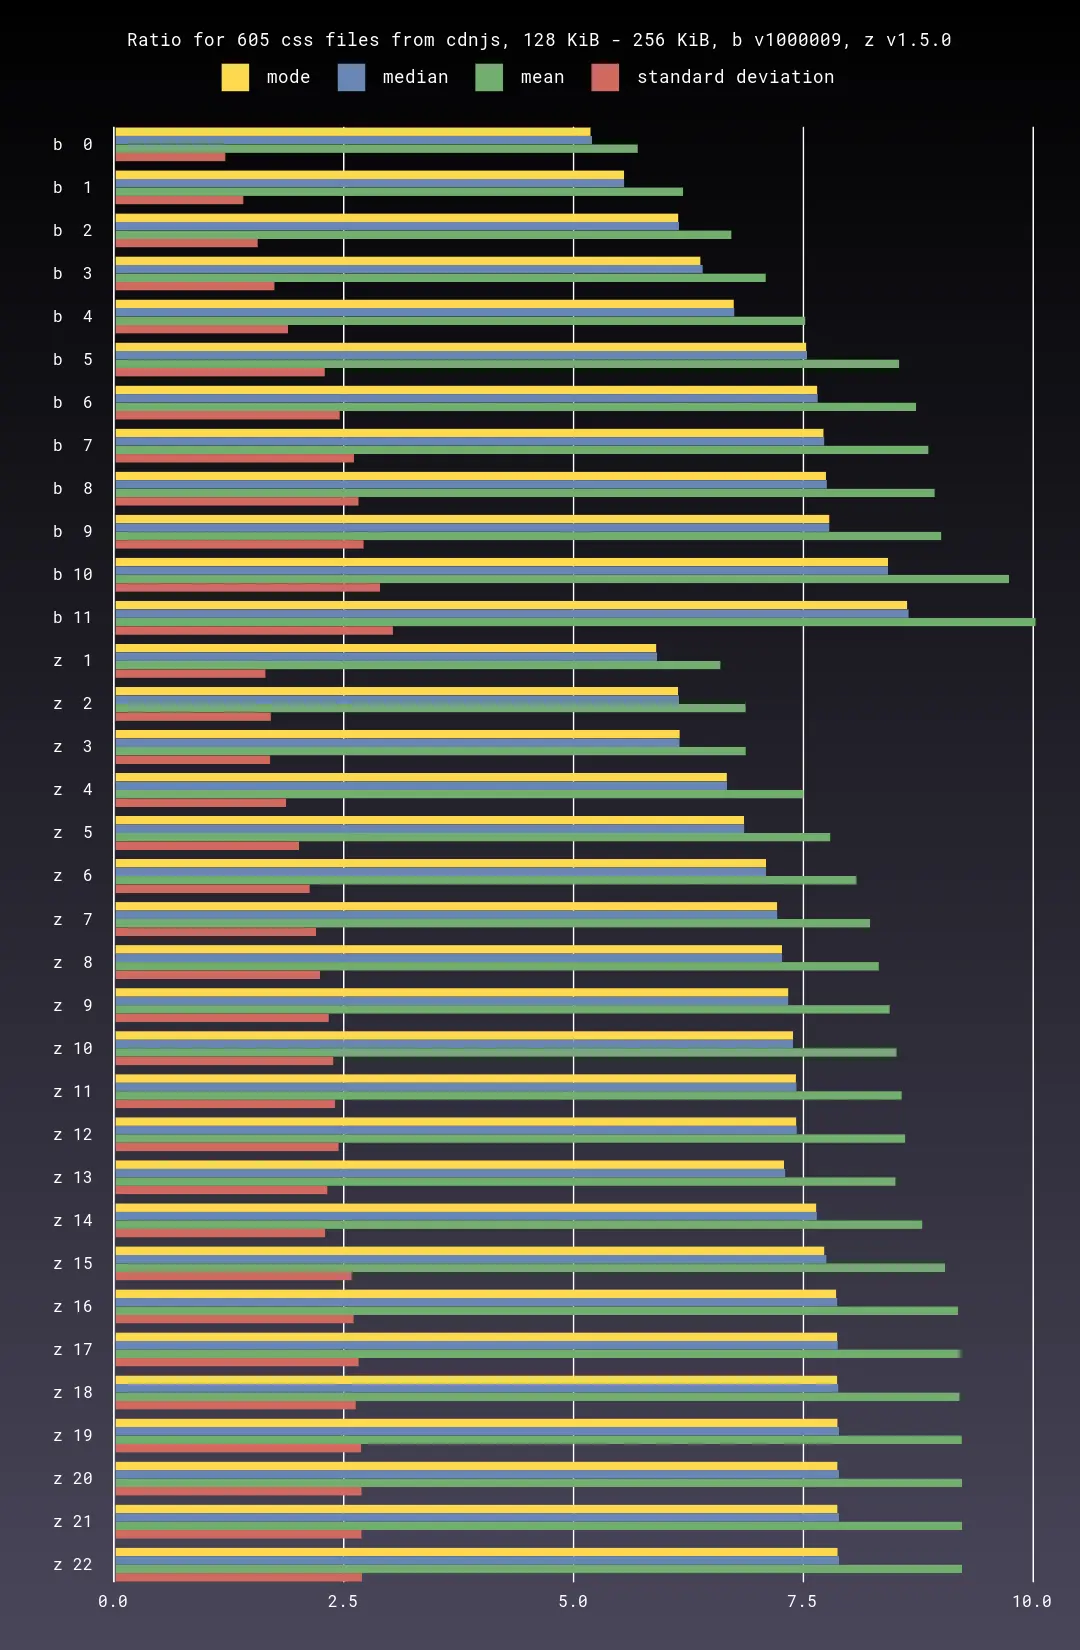 Ratio for 605 css files from cdnjs, 128 KiB - 256 KiB, b v1000009, z v1.5.0
mode median mean standard deviation
b 0
b 1
b 2
b 3
b 4
b 5
b 6
b 7
b 8
b 9
b 10
b 11
z 1
z 2
z 3
z 4
z 5
z 6
z 7
z 8
z 9
z 10
z 11
z 12
z 13
z 14
z 15
z 16
z 17
z 18
z 19
z 20
z 21
z 22
0.0 2.5 5.0 7.5 10.0